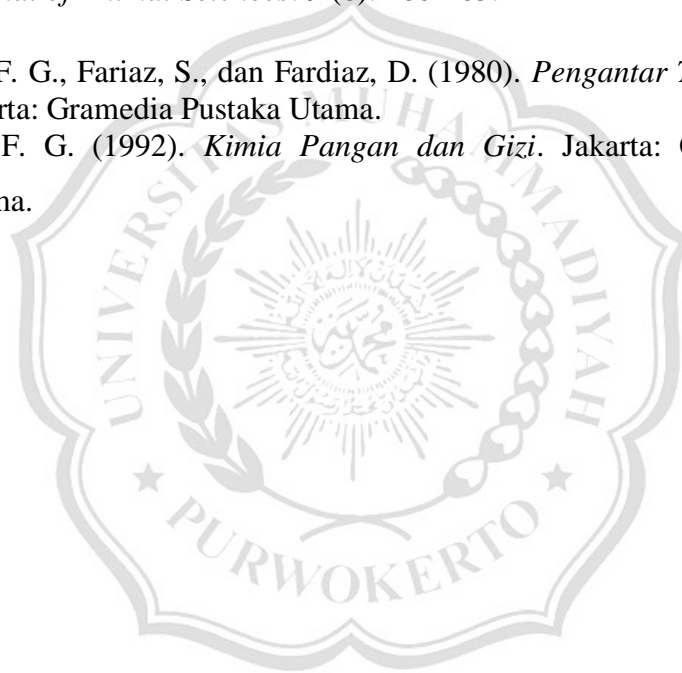 F. G., Fariaz, S., dan Fardiaz, D. (1980). Pengantar
rta: Gramedia Pustaka Utama.
F. G. (1992). Kimia Pangan dan Gizi. Jakarta:
na.
UNIVERSITAS MUHAMMADIYAH
PURWOKERTO